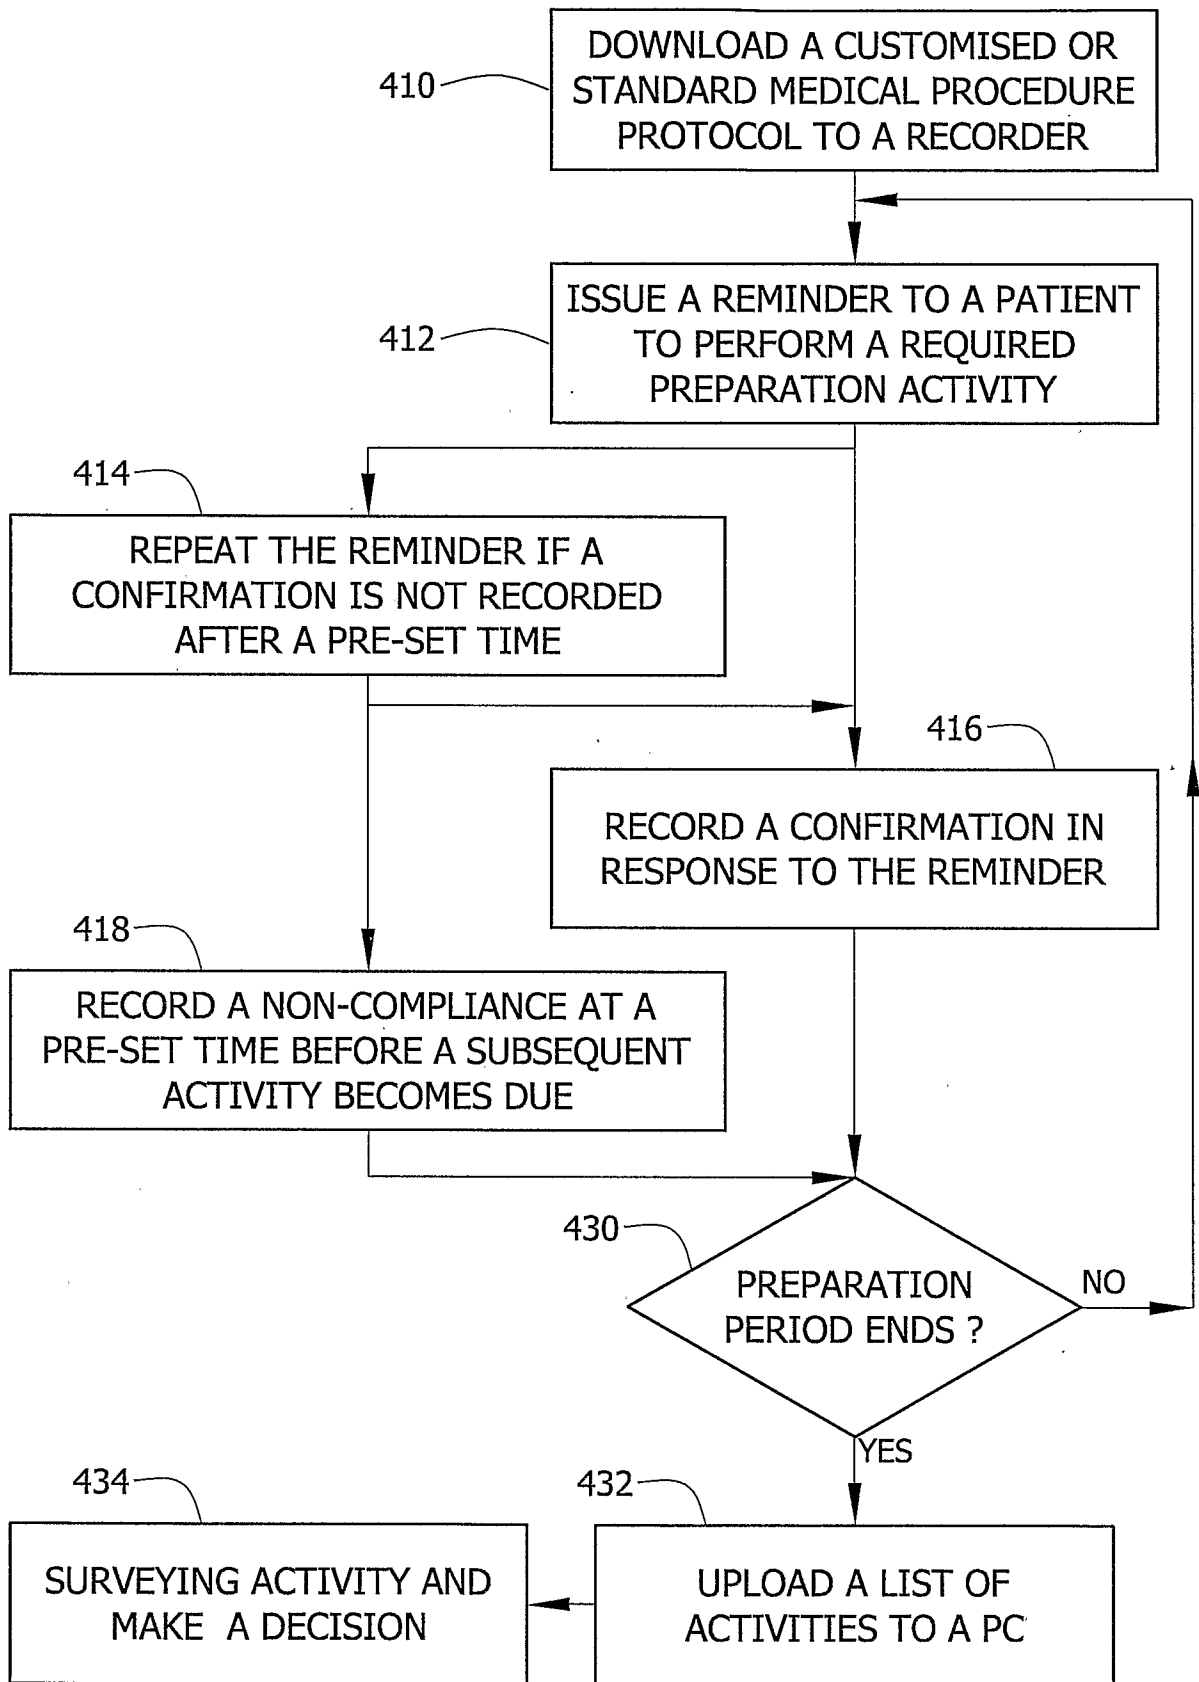 410
DOWNLOAD A CUSTOMISED OR
STANDARD MEDICAL PROCEDURE
PROTOCOL TO A RECORDER
412
ISSUE A REMINDER TO A PATIENT
TO PERFORM A REQUIRED
PREPARATION ACTIVITY
414
REPEAT THE REMINDER IF A
CONFIRMATION IS NOT RECORDED
AFTER A PRE-SET TIME
416
RECORD A CONFIRMATION IN
RESPONSE TO THE REMINDER
418
RECORD A NON-COMPLIANCE AT A
PRE-SET TIME BEFORE A SUBSEQUENT
ACTIVITY BECOMES DUE
430
PREPARATION
PERIOD ENDS ?
NO
YES
432
UPLOAD A LIST OF
ACTIVITIES TO A PC
434
SURVEYING ACTIVITY AND
MAKE A DECISION